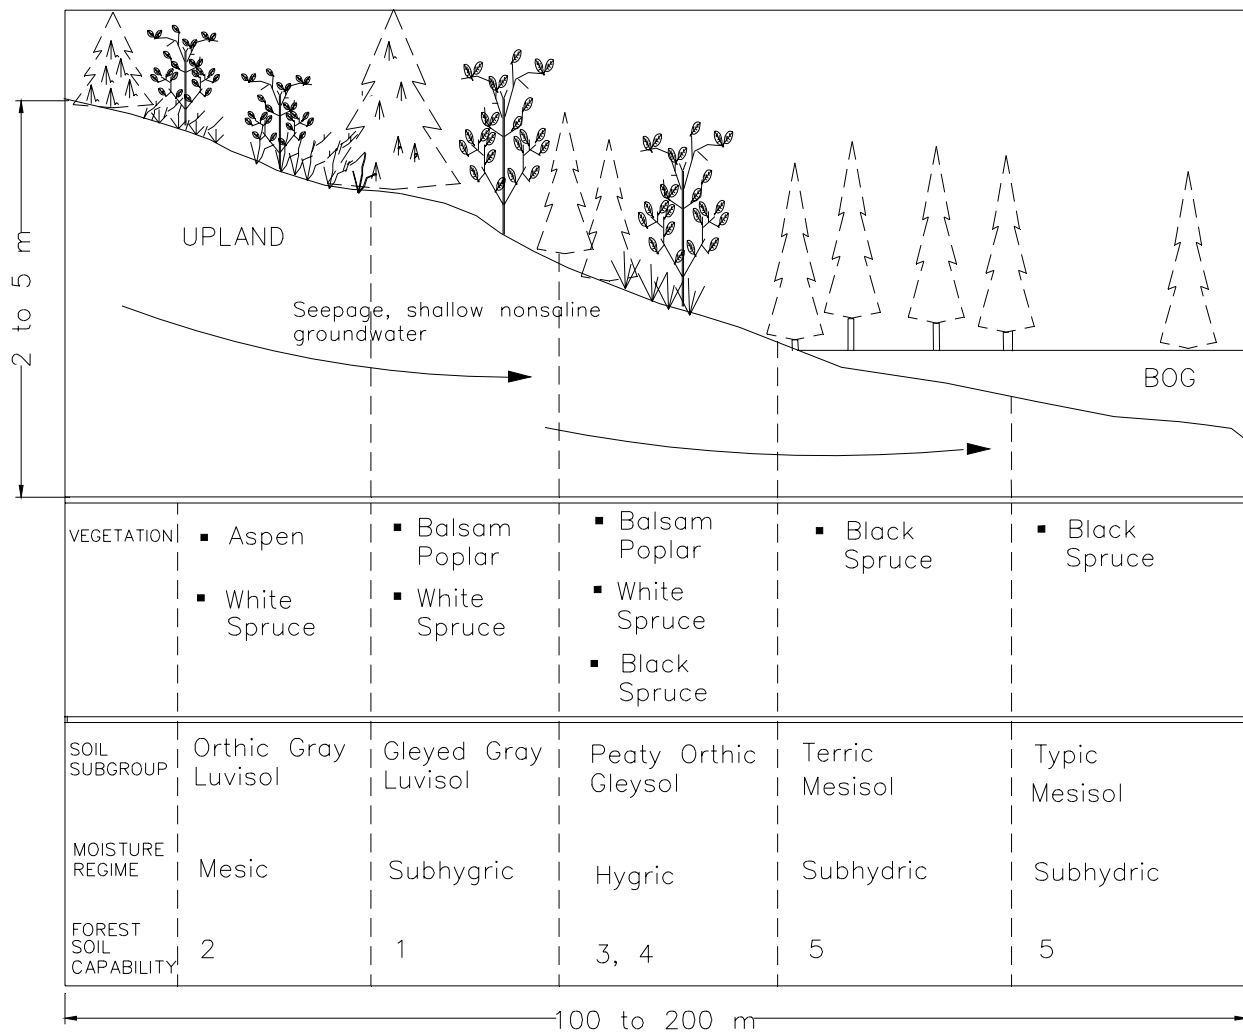 2 to 5 m
UPLAND
Seepage, shallow nonsaline
groundwater
BOG
VEGETATION
Aspen
White
Spruce
Balsam
Poplar
White
Spruce
Balsam
Poplar
White
Spruce
Black
Spruce
Black
Spruce
Black
Spruce
SOIL
SUBGROUP
Orthic Gray
Luvisol
Gleyed Gray
Luvisol
Peaty Orthic
Gleysol
Terric
Mesisol
Typic
Mesisol
MOISTURE
REGIME
Mesic
Subhygric
Hygric
Subhydric
Subhydric
FOREST
SOIL
CAPABILITY
2
1
3, 4
5
5
100 to 200 m